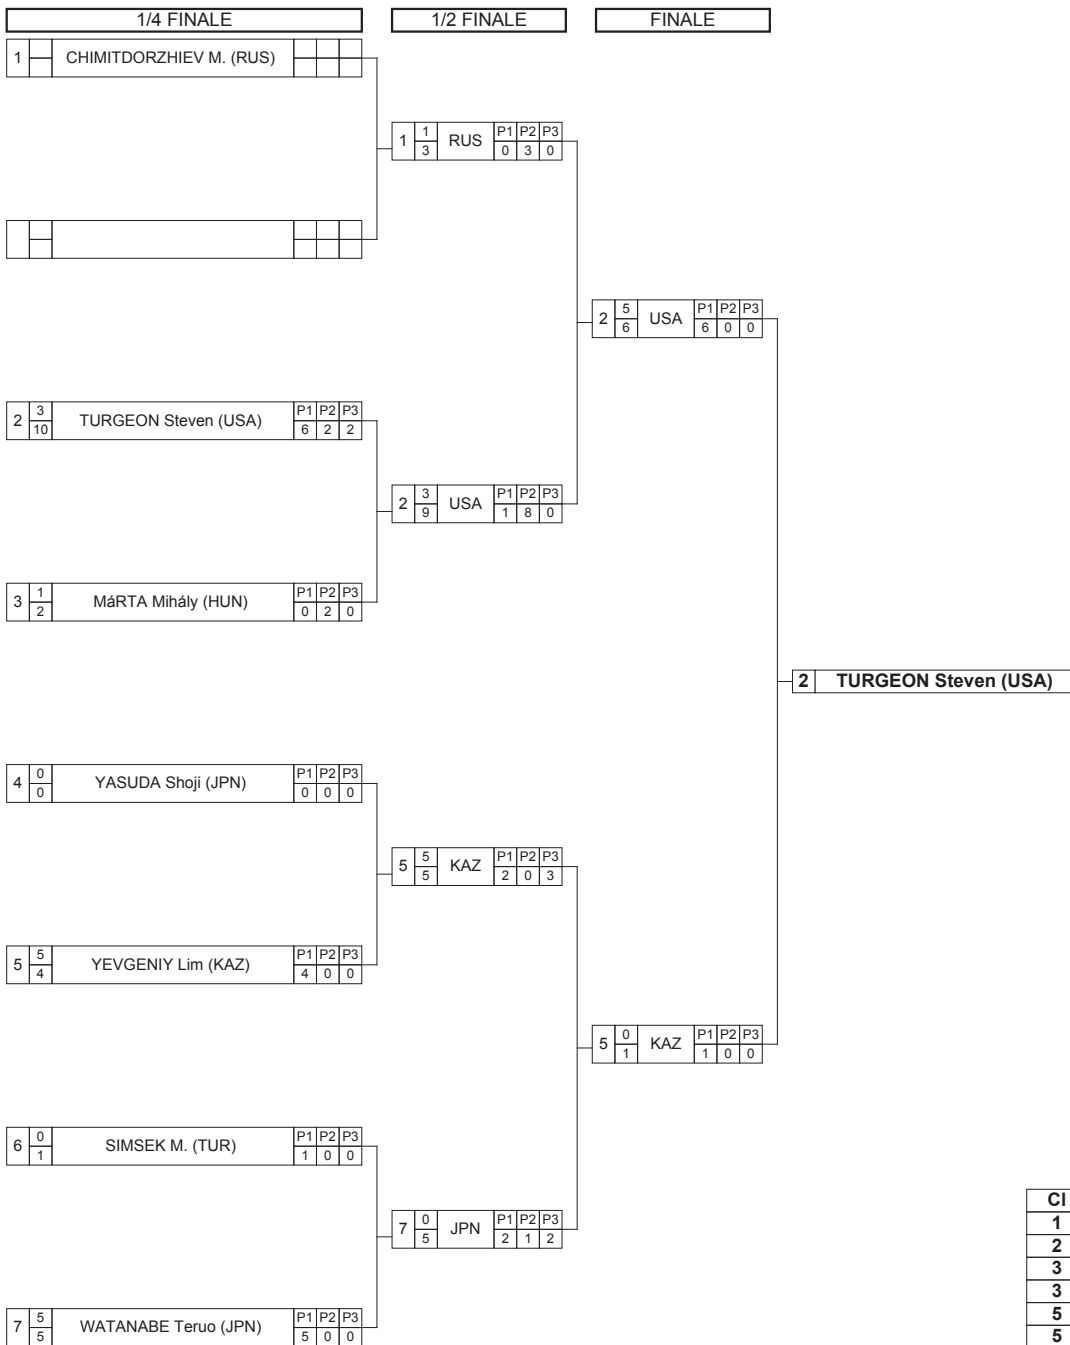 1/4 FINALE 1/2 FINALE FINALE
1 CHIMITDORZHIEV M. (RUS)
1 1 3 RUS P1 P2 P3 0 3 0
2 5 6 USA P1 P2 P3 6 0 0
2 3 10 TURGEON Steven (USA) P1 P2 P3 6 2 2
2 3 9 USA P1 P2 P3 1 8 0
3 1 2 MáRTA Mihály (HUN) P1 P2 P3 0 2 0
2 TURGEON Steven (USA)
4 0 0 YASUDA Shoji (JPN) P1 P2 P3 0 0 0
5 5 5 KAZ P1 P2 P3 2 0 3
5 5 4 YEVGENIY Lim (KAZ) P1 P2 P3 4 0 0
5 0 1 KAZ P1 P2 P3 1 0 0
6 0 1 SIMSEK M. (TUR) P1 P2 P3 1 0 0
7 0 5 JPN P1 P2 P3 2 1 2
7 5 5 WATANABE Teruo (JPN) P1 P2 P3 5 0 0
Cl
1
2
3
3
5
5